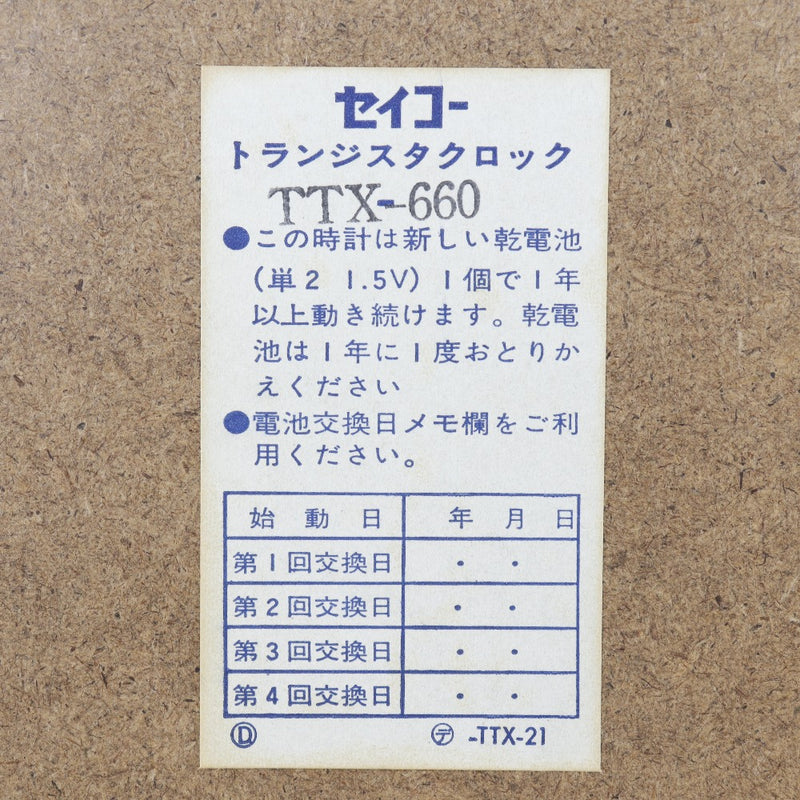 セイコー
トランジスタクロック
TTX-660
●この時計は新しい乾電池
(単2 1.5V) 1個で1年
以上動き続けます。乾電
池は1年に1度おとりか
えください
●電池交換日メモ欄をご利
用ください。
始動日 年 月 日
第1回交換日 ・ ・
第2回交換日 ・ ・
第3回交換日 ・ ・
第4回交換日 ・ ・
Ⓓ ㋢ -TTX-21